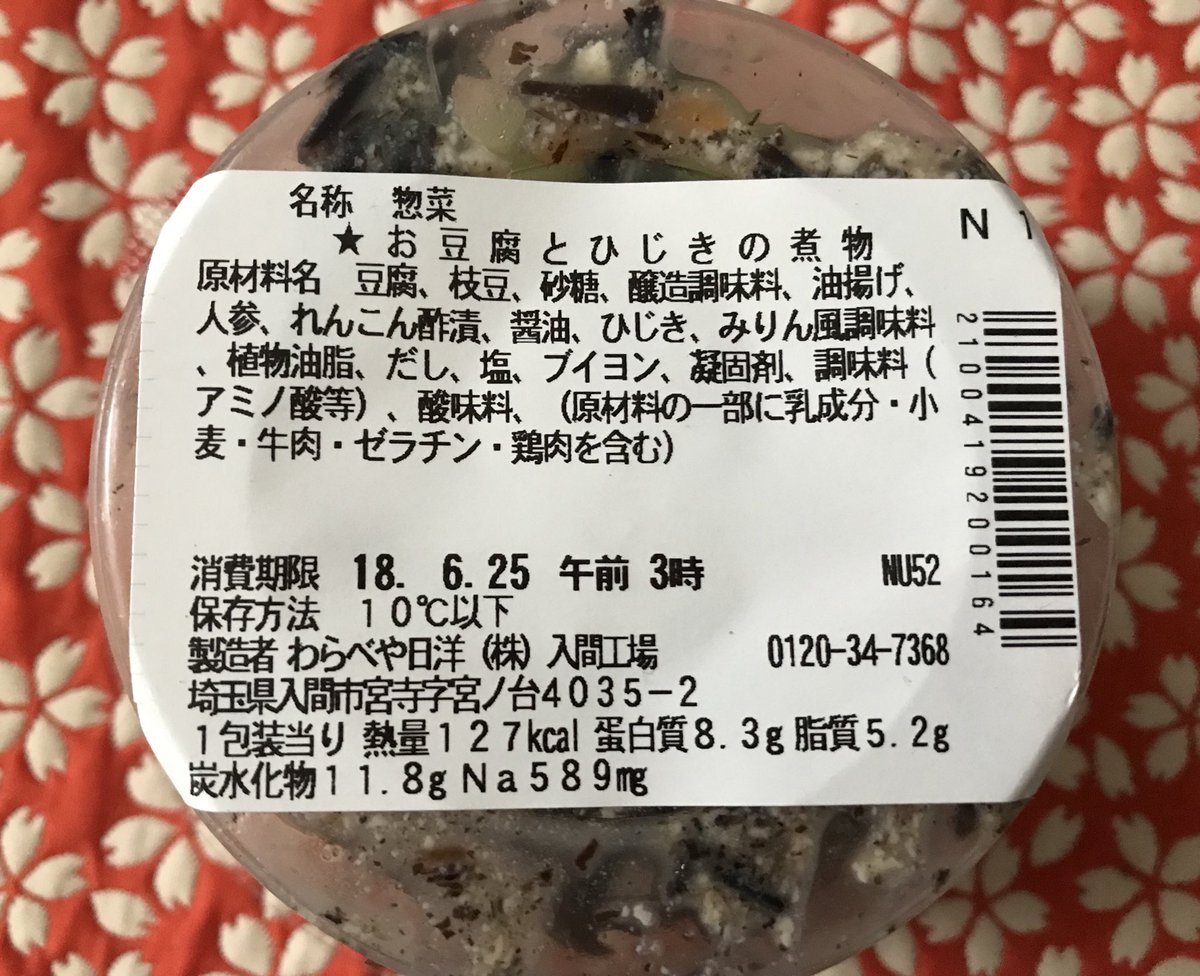 名称 惣菜
★お豆腐とひじきの煮物
N 1
原材料名 豆腐、枝豆、砂糖、醸造調味料、油揚げ、
人参、れんこん酢漬、醤油、ひじき、みりん風調味料
、植物油脂、だし、塩、ブイヨン、凝固剤、調味料(
アミノ酸等)、酸味料、(原材料の一部に乳成分・小
麦・牛肉・ゼラチン・鶏肉を含む)
2100419200164
消費期限 18. 6.25 午前 3時 NU52
保存方法 10℃以下
製造者 わらべや日洋(株) 入間工場 0120-34-7368
埼玉県入間市宮寺字宮ノ台4035-2
1包装当り 熱量127kcal 蛋白質8.3g 脂質5.2g
炭水化物11.8g Na589mg